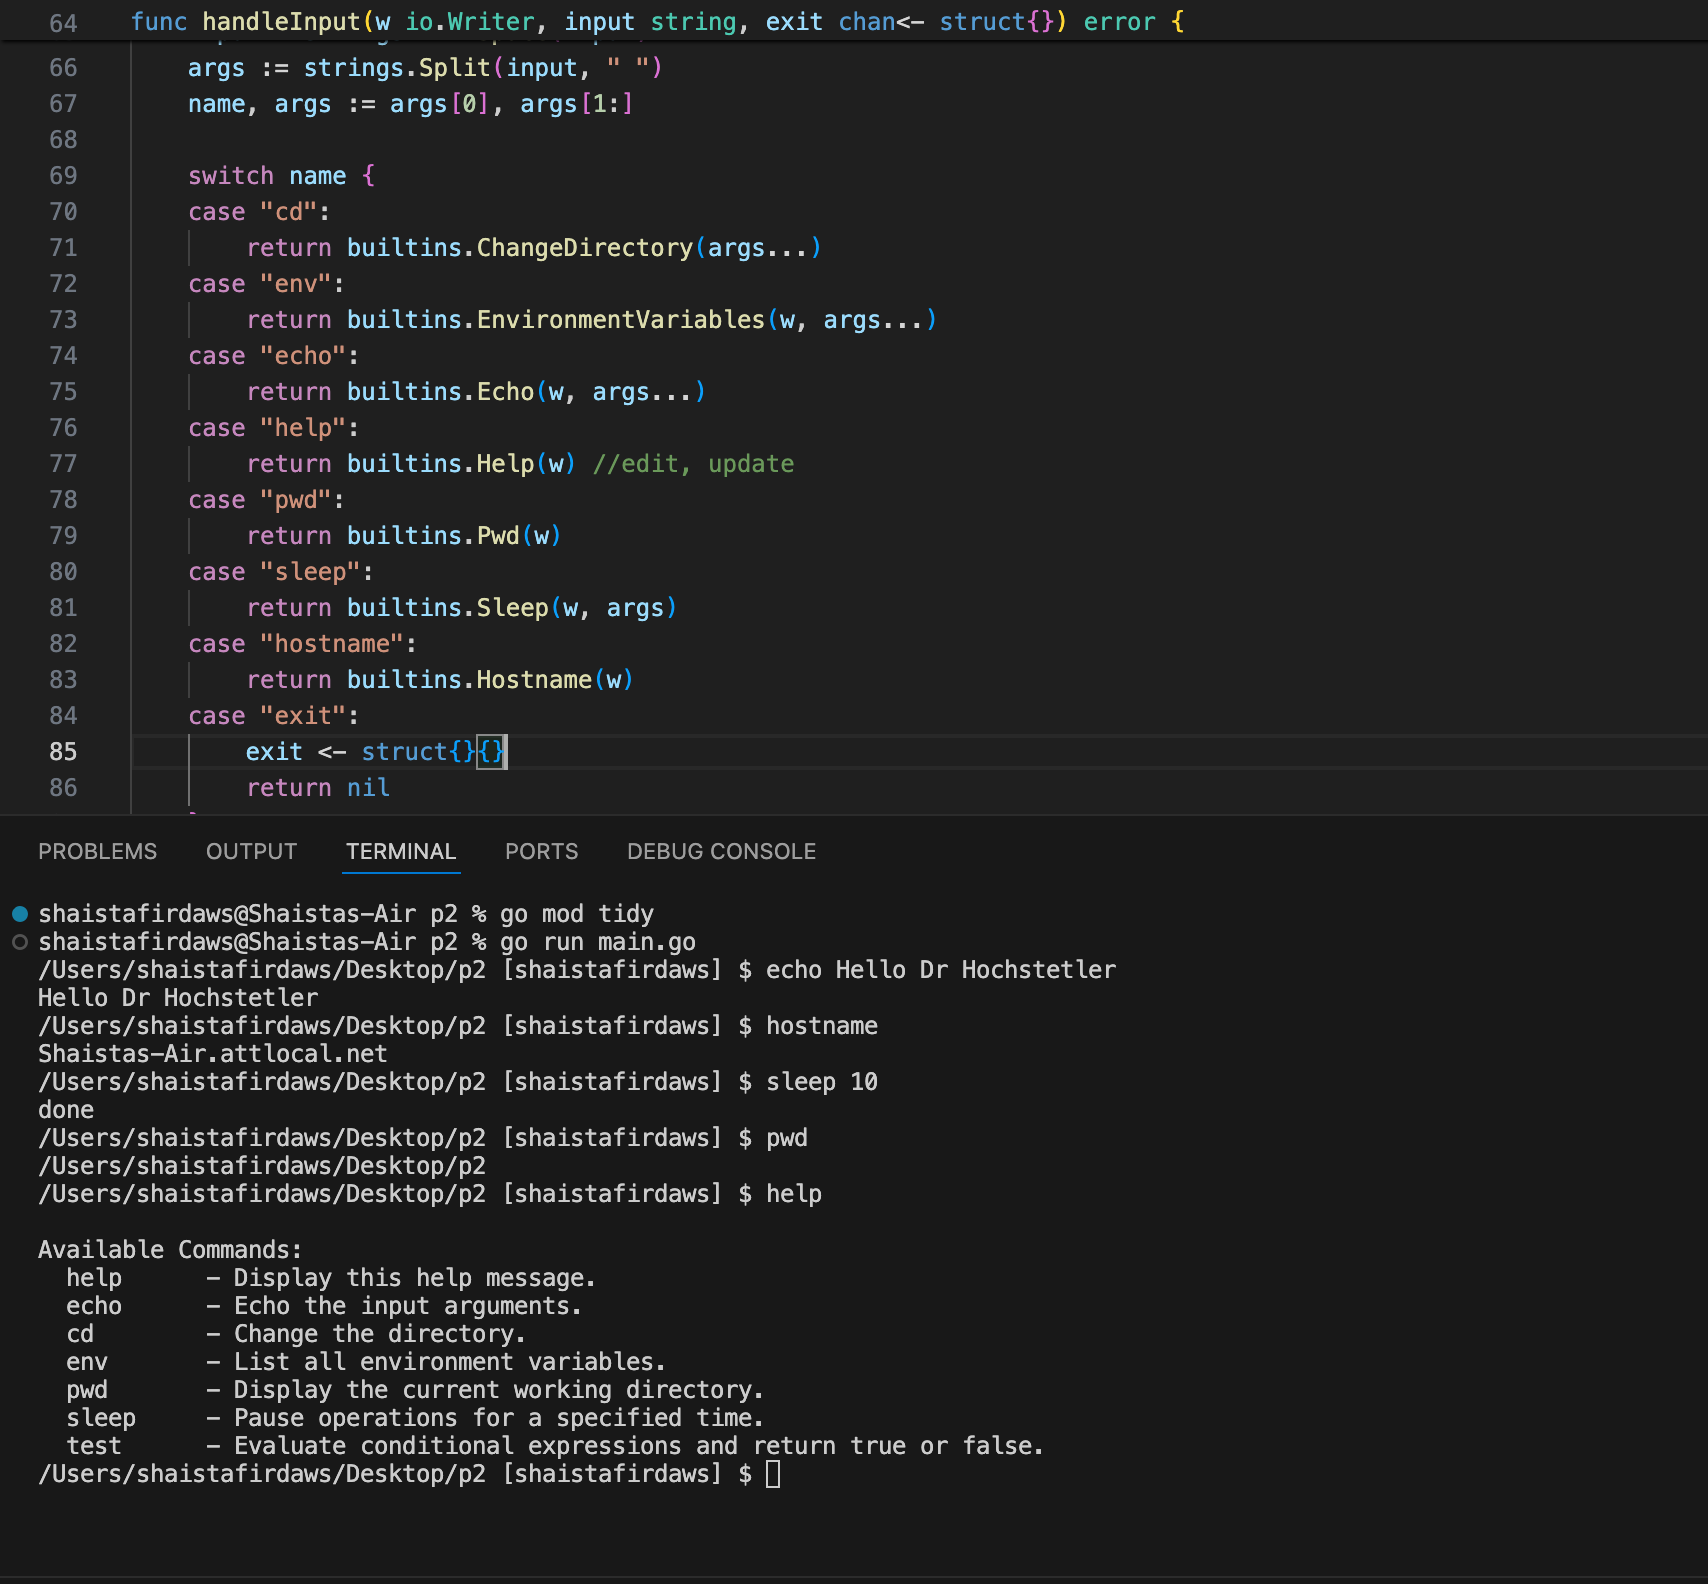 64 func handleInput(w io.Writer, input string, exit chan<- struct{}) error {
66 args := strings.Split(input, " ")
67 name, args := args[0], args[1:]
68
69 switch name {
70 case "cd":
71 return builtins.ChangeDirectory(args...)
72 case "env":
73 return builtins.EnvironmentVariables(w, args...)
74 case "echo":
75 return builtins.Echo(w, args...)
76 case "help":
77 return builtins.Help(w) //edit, update
78 case "pwd":
79 return builtins.Pwd(w)
80 case "sleep":
81 return builtins.Sleep(w, args)
82 case "hostname":
83 return builtins.Hostname(w)
84 case "exit":
85 exit <- struct{}{}
86 return nil
PROBLEMS OUTPUT TERMINAL PORTS DEBUG CONSOLE
shaistafirdaws@Shaistas-Air p2 % go mod tidy
shaistafirdaws@Shaistas-Air p2 % go run main.go
/Users/shaistafirdaws/Desktop/p2 [shaistafirdaws] $ echo Hello Dr Hochstetler
Hello Dr Hochstetler
/Users/shaistafirdaws/Desktop/p2 [shaistafirdaws] $ hostname
Shaistas-Air.attlocal.net
/Users/shaistafirdaws/Desktop/p2 [shaistafirdaws] $ sleep 10
done
/Users/shaistafirdaws/Desktop/p2 [shaistafirdaws] $ pwd
/Users/shaistafirdaws/Desktop/p2
/Users/shaistafirdaws/Desktop/p2 [shaistafirdaws] $ help
Available Commands:
help - Display this help message.
echo - Echo the input arguments.
cd - Change the directory.
env - List all environment variables.
pwd - Display the current working directory.
sleep - Pause operations for a specified time.
test - Evaluate conditional expressions and return true or false.
/Users/shaistafirdaws/Desktop/p2 [shaistafirdaws] $